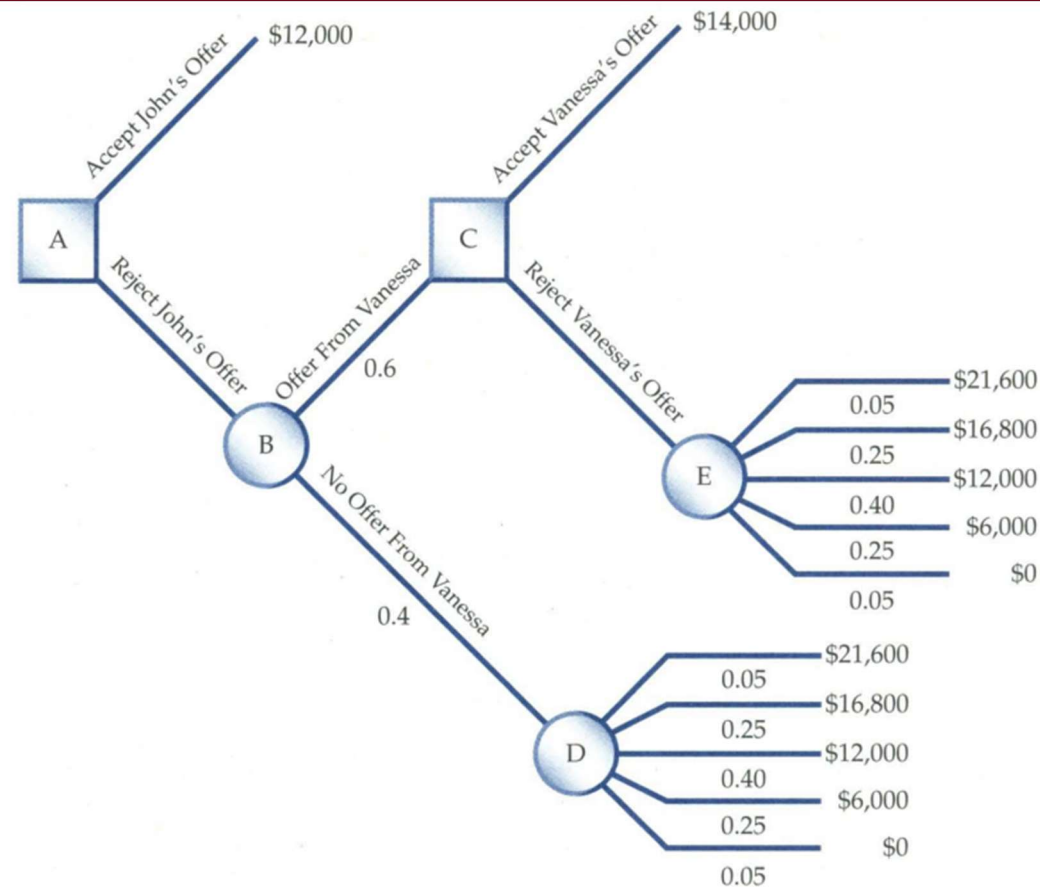 Accept John's Offer
$12,000
A
Reject John's Offer
B
Offer From Vanessa
0.6
C
Accept Vanessa's Offer
$14,000
Reject Vanessa's Offer
E
$21,600
0.05
$16,800
0.25
$12,000
0.40
$6,000
0.25
$0
0.05
No Offer From Vanessa
0.4
D
$21,600
0.05
$16,800
0.25
$12,000
0.40
$6,000
0.25
$0
0.05